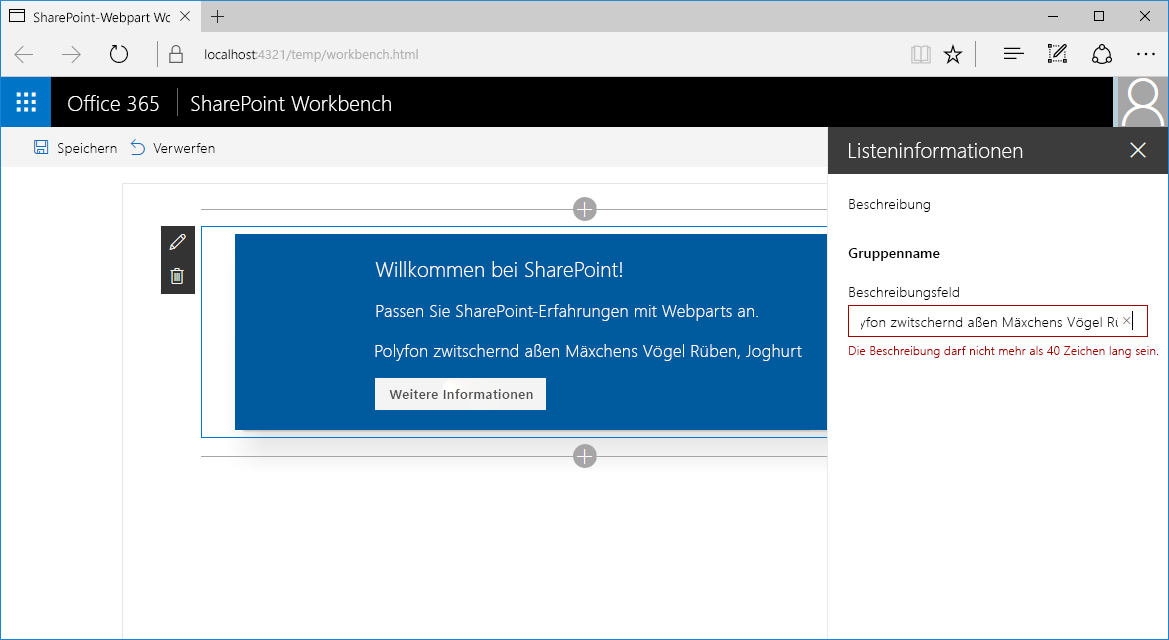 SharePoint-Webpart Wo
localhost:4321/temp/workbench.html
Office 365
SharePoint Workbench
Speichern
Verwerfen
Willkommen bei SharePoint!
Passen Sie SharePoint-Erfahrungen mit Webparts an.
Polyfon zwitschernd aßen Mäxchens Vögel Rüben, Joghurt
Weitere Informationen
Listeninformationen
Beschreibung
Gruppenname
Beschreibungsfeld
yfon zwitschernd aßen Mäxchens Vögel Rü
Die Beschreibung darf nicht mehr als 40 Zeichen lang sein.